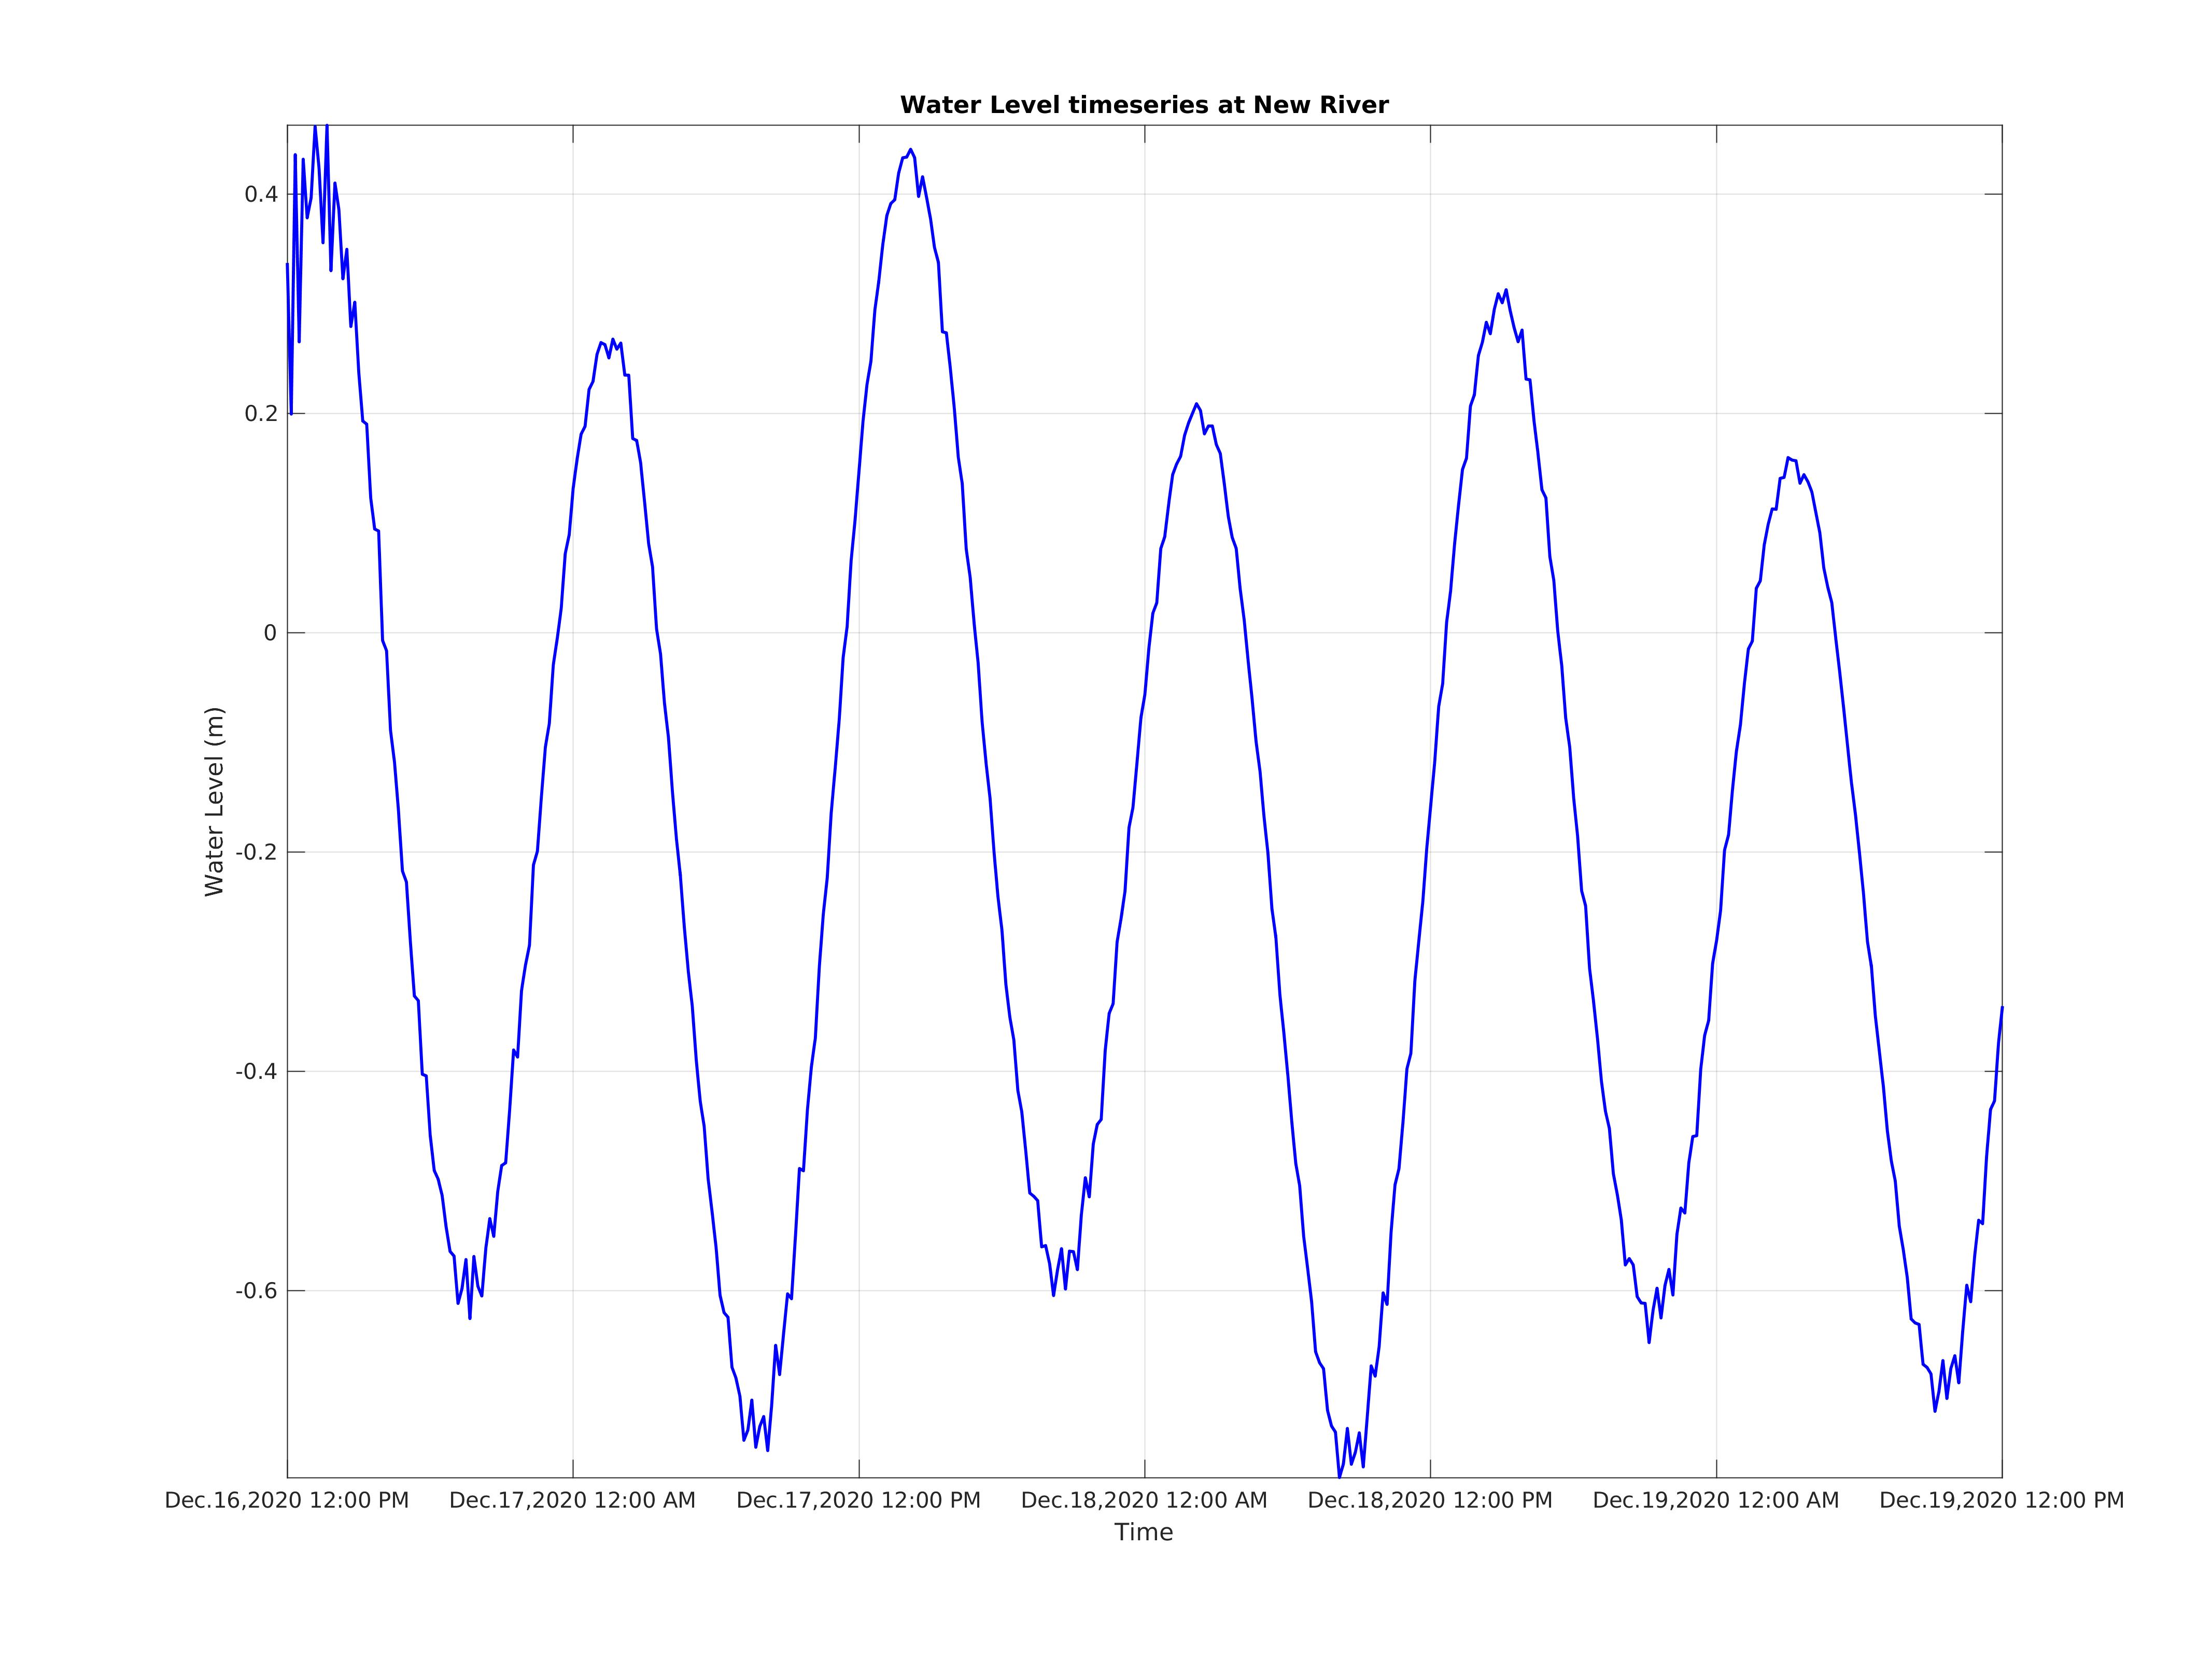 Water Level timeseries at New River
0.4
0.2
0
-0.2
-0.4
-0.6
Water Level (m)
Dec.16,2020 12:00 PM
Dec.17,2020 12:00 AM
Dec.17,2020 12:00 PM
Dec.18,2020 12:00 AM
Dec.18,2020 12:00 PM
Dec.19,2020 12:00 AM
Dec.19,2020 12:00 PM
Time